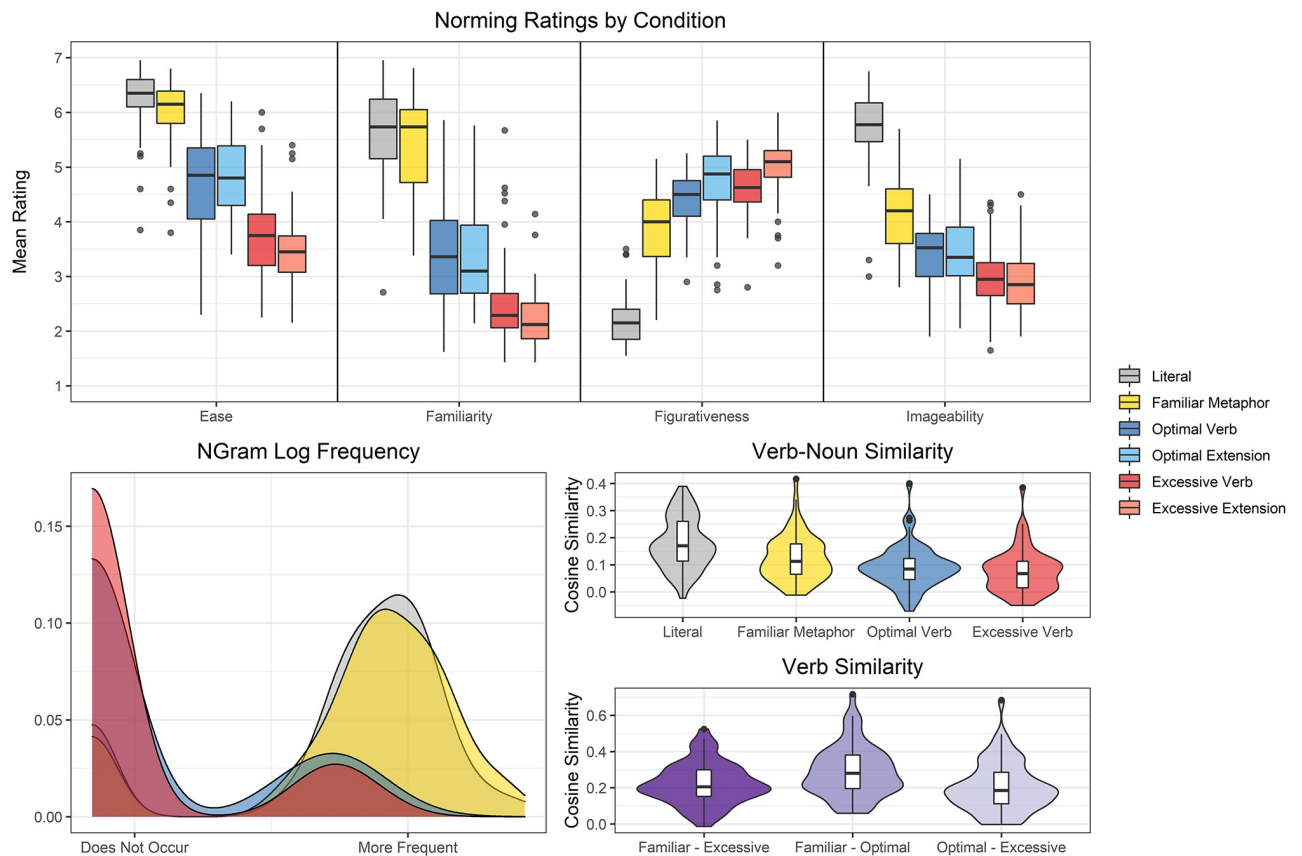 Norming Ratings by Condition
Mean Rating
7
6
5
4
3
2
1
Ease
Familiarity
Figurativeness
Imageability
Literal
Familiar Metaphor
Optimal Verb
Optimal Extension
Excessive Verb
Excessive Extension
NGram Log Frequency
0.15
0.10
0.05
0.00
Does Not Occur
More Frequent
Verb-Noun Similarity
Cosine Similarity
0.4
0.3
0.2
0.1
0.0
Literal
Familiar Metaphor
Optimal Verb
Excessive Verb
Verb Similarity
Cosine Similarity
0.6
0.4
0.2
0.0
Familiar - Excessive
Familiar - Optimal
Optimal - Excessive